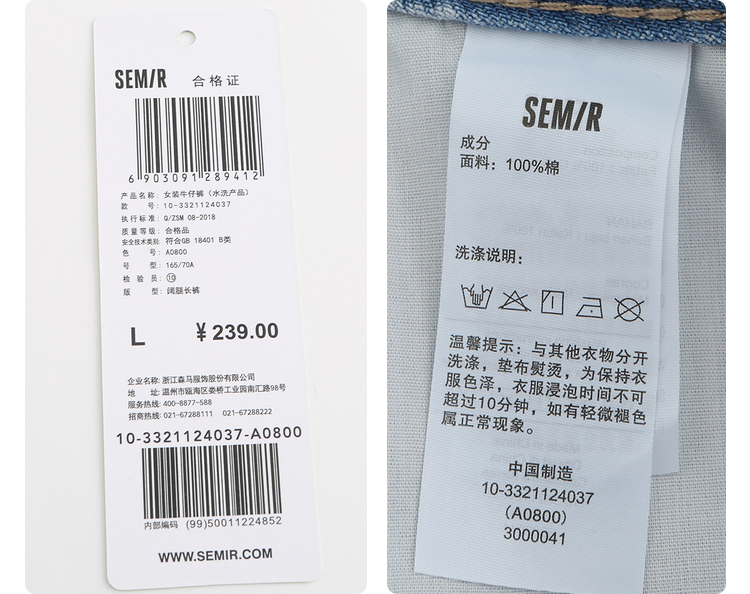 SEM/R 合格证
6 903091 289412
产品名称: 女装牛仔裤（水洗产品）
款 号: 10-3321124037
执行标准: Q/ZSM 08-2018
质量等级: 合格品
安全技术类别: 符合GB 18401 B类
色 号: A0800
号 型: 165/70A
检 验 员: ⑩
版 型: 阔腿长裤
L ¥239.00
企业名称: 浙江森马服饰股份有限公司
地 址: 温州市瓯海区娄桥工业园南汇路98号
服务热线: 400-8877-588
招商热线: 021-67288111 021-67288222
10-3321124037-A0800
内部编码 (99)50011224852
WWW.SEMIR.COM
SEM/R
成分
面料: 100%棉
洗涤说明:
温馨提示: 与其他衣物分开
洗涤, 垫布熨烫, 为保持衣
服色泽, 衣服浸泡时间不可
超过10分钟, 如有轻微褪色
属正常现象。
中国制造
10-3321124037
(A0800)
3000041